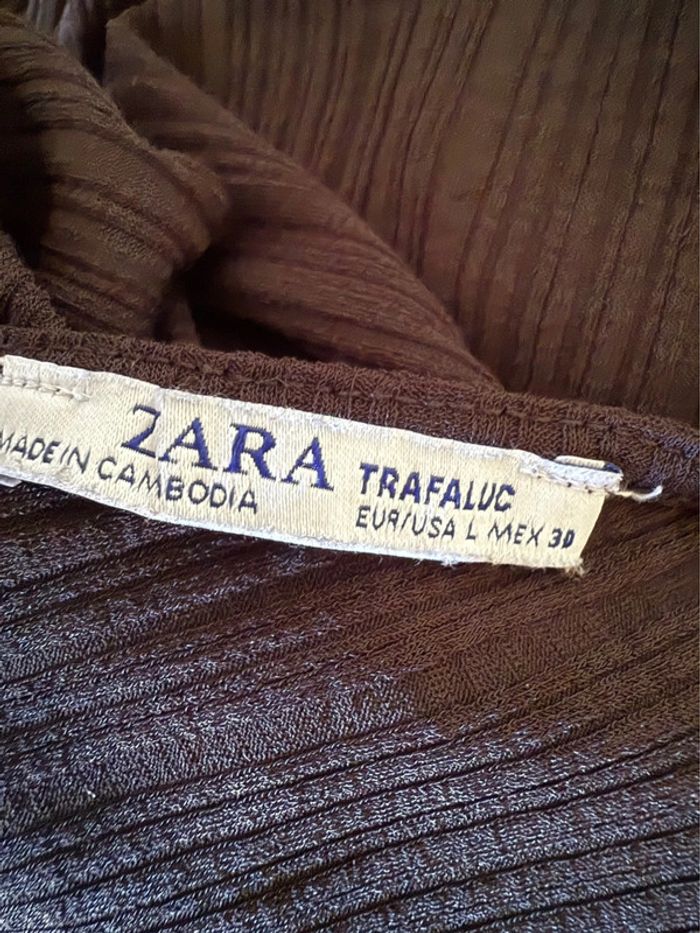 ZARA TRAFALUC
MADE IN CAMBODIA EUR/USA L MEX 30